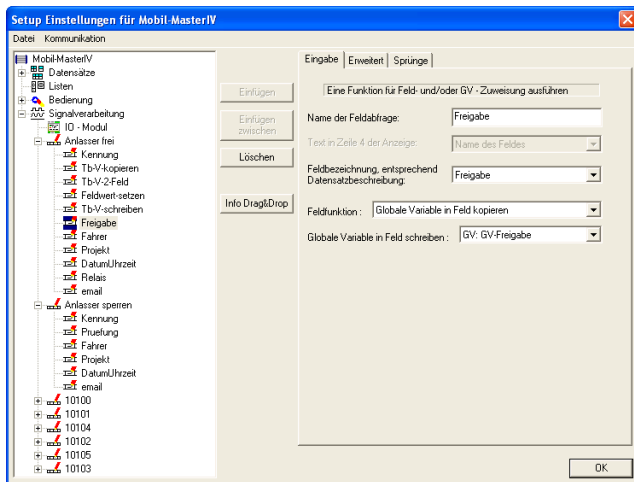 Setup Einstellungen für Mobil-MasterIV
Datei Kommunikation
Mobil-MasterIV
Datensätze
Listen
Bedienung
Signalverarbeitung
IO - Modul
Anlasser frei
Kennung
Tb-V-kopieren
Tb-V-2-Feld
Feldwert-setzen
Tb-V-schreiben
Freigabe
Fahrer
Projekt
DatumUhrzeit
Relais
email
Anlasser sperren
Kennung
Pruefung
Fahrer
Projekt
DatumUhrzeit
email
10100
10101
10104
10102
10105
10103
Einfügen
Einfügen
zwischen
Löschen
Info Drag&Drop
Eingabe Erweitert Sprünge
Eine Funktion für Feld- und/oder GV - Zuweisung ausführen
Name der Feldabfrage: Freigabe
Text in Zeile 4 der Anzeige: Name des Feldes
Feldbezeichnung, entsprechend
Datensatzbeschreibung: Freigabe
Feldfunktion : Globale Variable in Feld kopieren
Globale Variable in Feld schreiben : GV: GV-Freigabe
OK